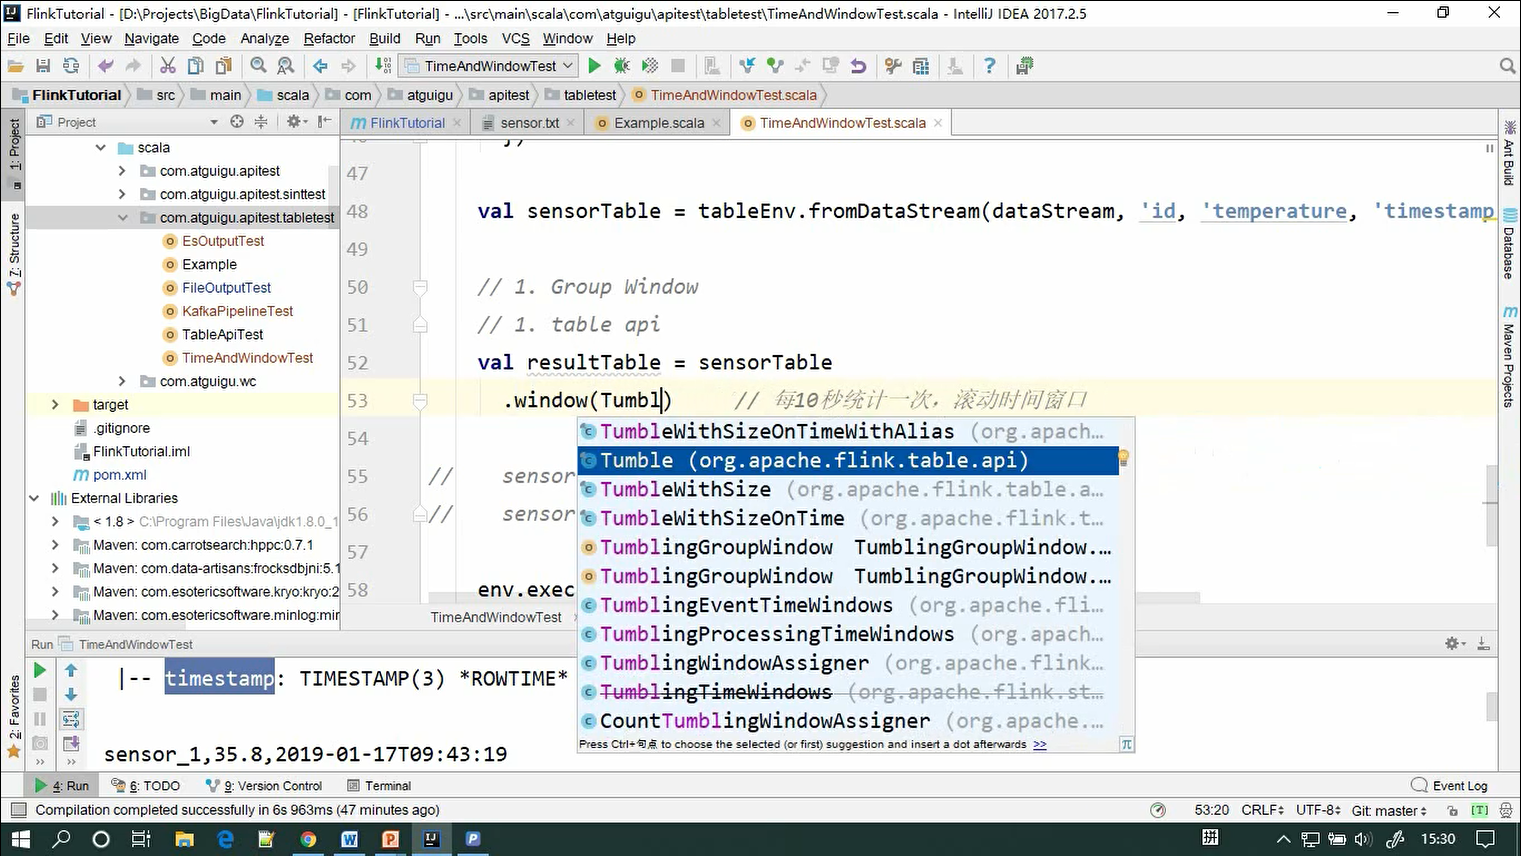 FlinkTutorial - [D:\Projects\BigData\FlinkTutorial] - [FlinkTutorial] - ...\src\main\scala\com\atguigu\apitest\tabletest\TimeAndWindowTest.scala - IntelliJ IDEA 2017.2.5
File Edit View Navigate Code Analyze Refactor Build Run Tools VCS Window Help
TimeAndWindowTest
FlinkTutorial src main scala com atguigu apitest tabletest TimeAndWindowTest.scala
Project
FlinkTutorial sensor.txt Example.scala TimeAndWindowTest.scala
1: Project
7: Structure
2: Favorites
scala
com.atguigu.apitest
com.atguigu.apitest.sinttest
com.atguigu.apitest.tabletest
EsOutputTest
Example
FileOutputTest
KafkaPipelineTest
TableApiTest
TimeAndWindowTest
com.atguigu.wc
target
.gitignore
FlinkTutorial.iml
pom.xml
External Libraries
< 1.8 > C:\Program Files\Java\jdk1.8.0_1
Maven: com.carrotsearch:hppc:0.7.1
Maven: com.data-artisans:frocksdbjni:5.1
Maven: com.esotericsoftware.kryo:kryo:2
Maven: com.esotericsoftware.minlog:mir
47
48 val sensorTable = tableEnv.fromDataStream(dataStream, 'id, 'temperature, 'timestamp
49
50 // 1. Group Window
51 // 1. table api
52 val resultTable = sensorTable
53 .window(Tumbl) // 每10秒统计一次，滚动时间窗口
54
55 // sensor
56 // sensor
57
58 env.exec
TimeAndWindowTest
TumbleWithSizeOnTimeWithAlias (org.apach...
Tumble (org.apache.flink.table.api)
TumbleWithSize (org.apache.flink.table.a...
TumbleWithSizeOnTime (org.apache.flink.t...
TumblingGroupWindow TumblingGroupWindow....
TumblingGroupWindow TumblingGroupWindow....
TumblingEventTimeWindows (org.apache.fli...
TumblingProcessingTimeWindows (org.apach...
TumblingWindowAssigner (org.apache.flink...
TumblingTimeWindows (org.apache.flink.st...
CountTumblingWindowAssigner (org.apache....
Press Ctrl+句点 to choose the selected (or first) suggestion and insert a dot afterwards >>
π
Ant Build
Database
Maven Projects
Run TimeAndWindowTest
|-- timestamp: TIMESTAMP(3) *ROWTIME*
sensor_1,35.8,2019-01-17T09:43:19
4: Run 6: TODO 9: Version Control Terminal Event Log
Compilation completed successfully in 6s 963ms (47 minutes ago) 53:20 CRLF UTF-8 Git: master [T]
拼 15:30